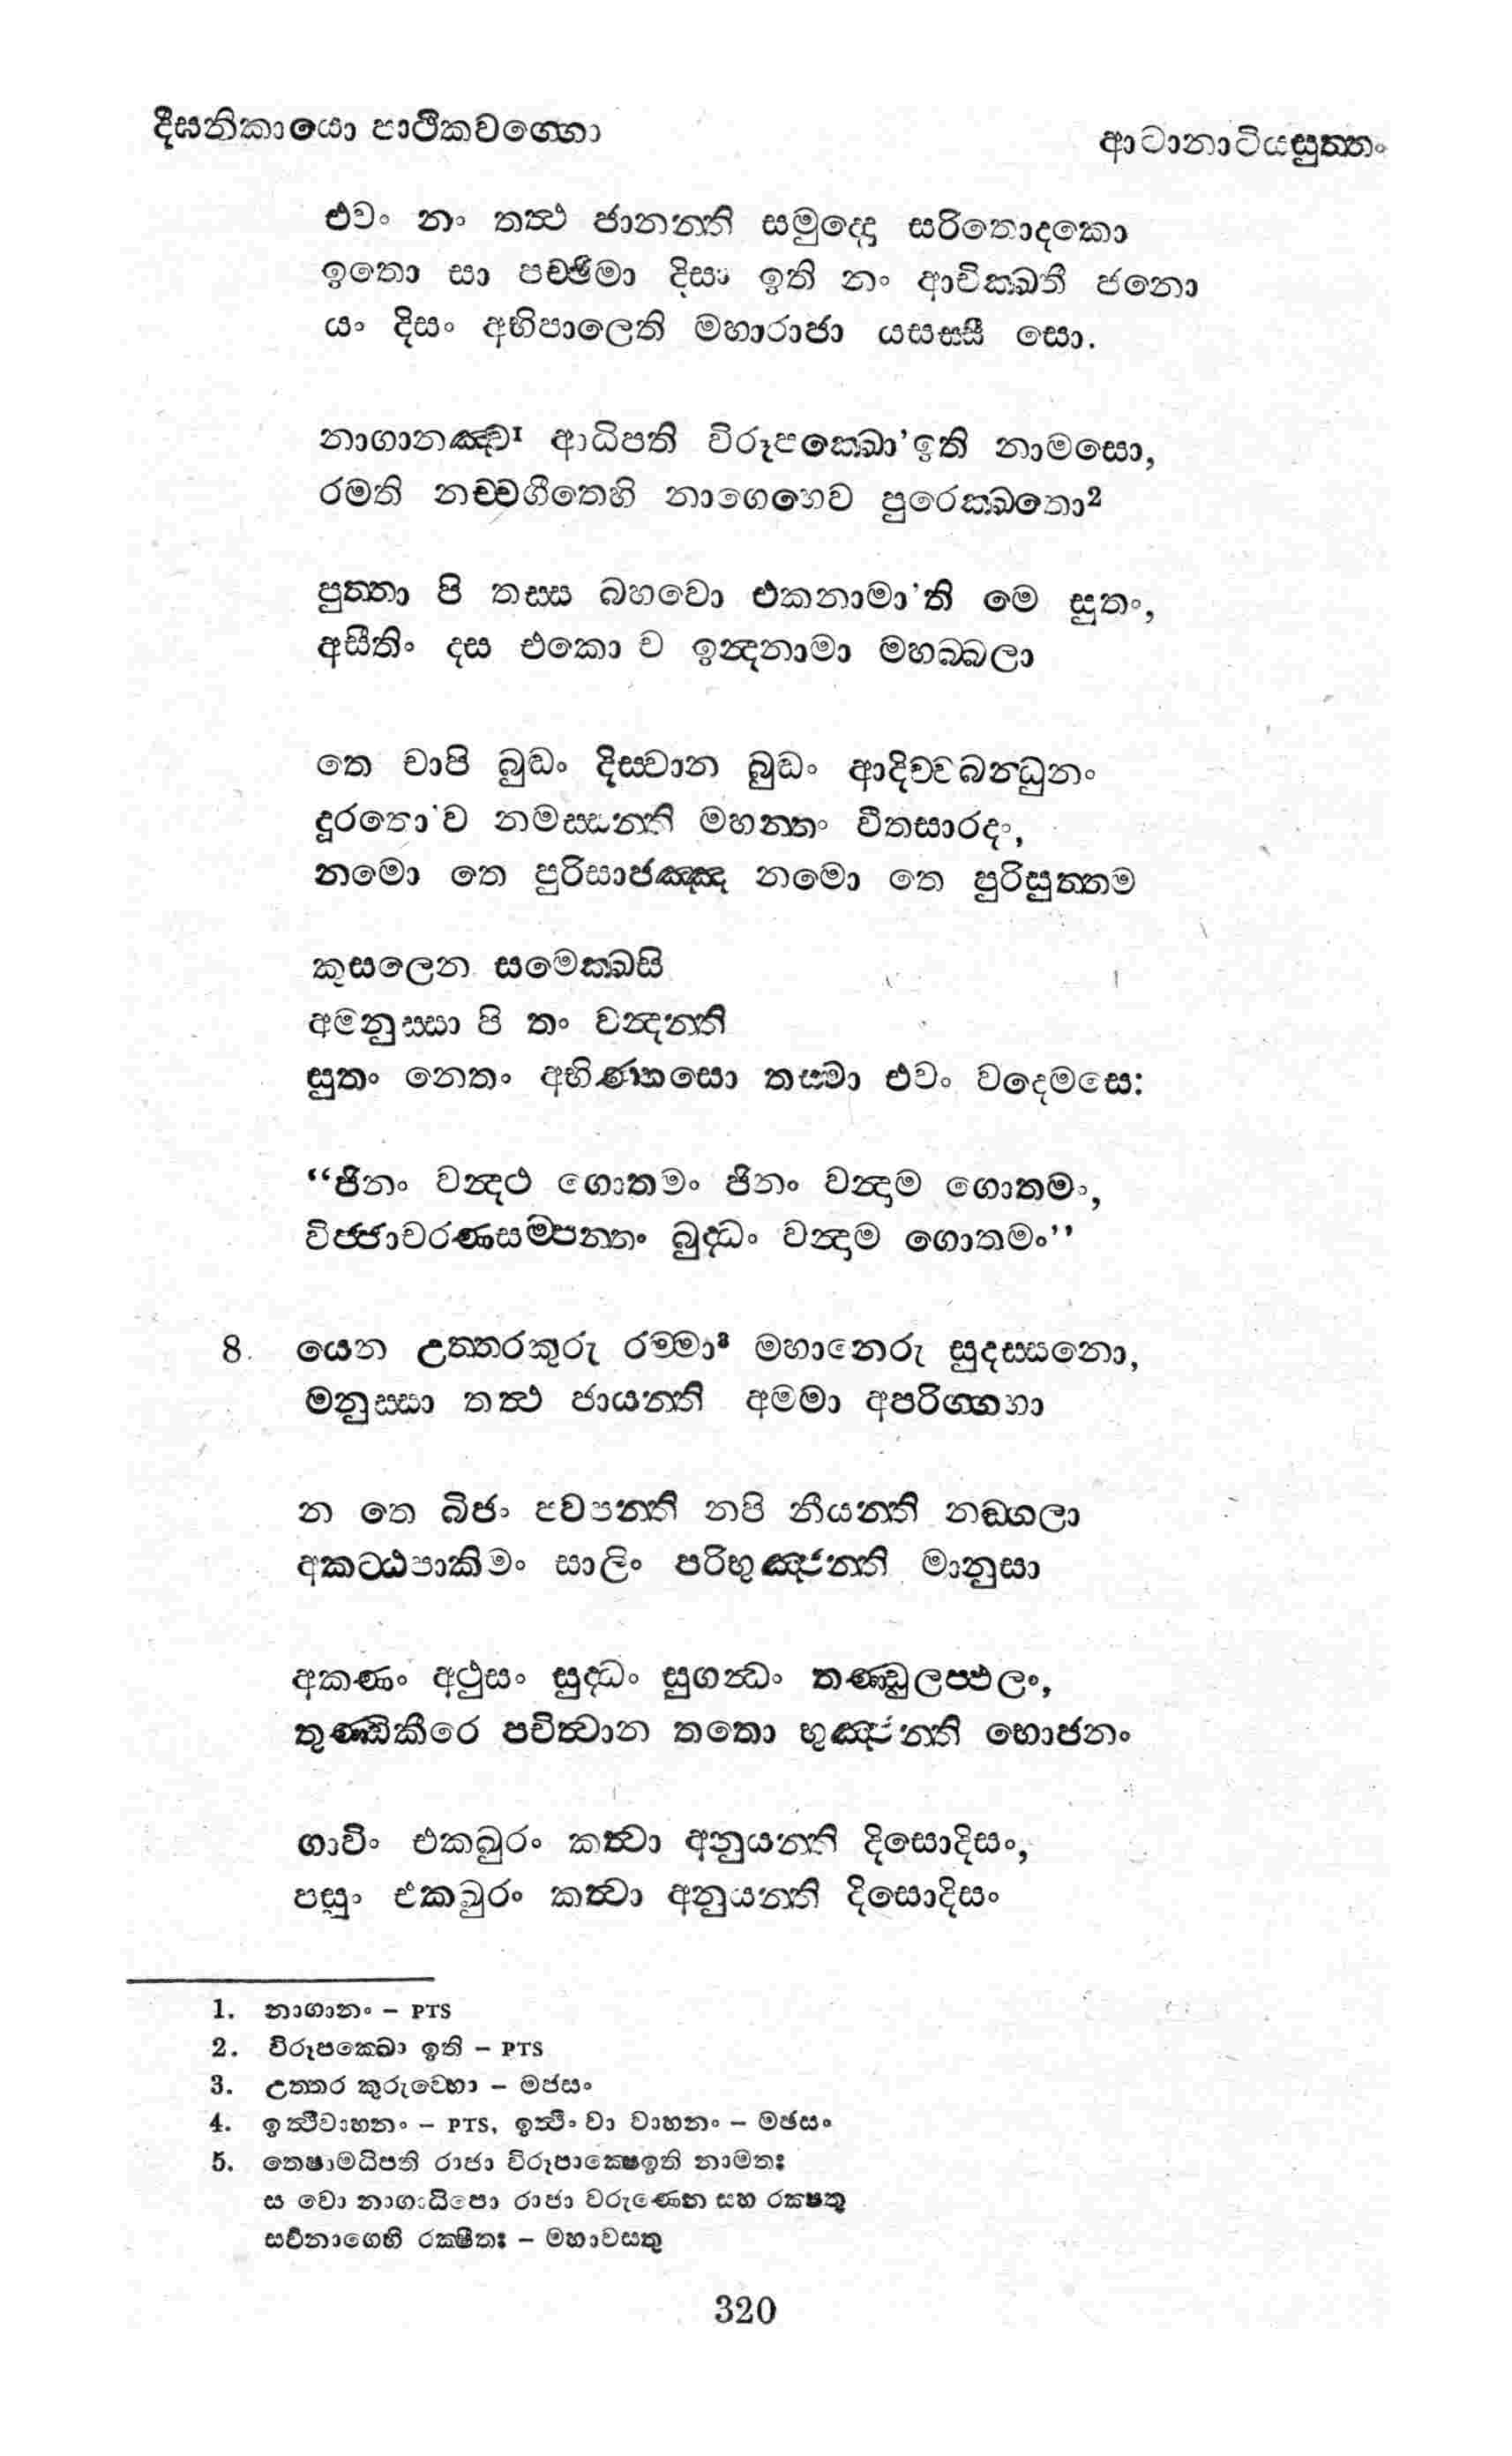 දීඝනිකායො පාථිකවග්ගො
ආටානාටියසුත්තං
එවං නං තත්ථ ජානන්ති සමුද්දො සරිතොදකො
ඉතො සා පච්ඡිමා දිසා ඉති නං ආචික්ඛතී ජනො
යං දිසං අභිපාලෙති මහාරාජා යසස්සී සො.
නාගානඤ්ච1 ආධිපති විරූපක්ඛො’ඉති නාමසො,
රමති නච්චගීතෙහි නාගෙහෙව පුරෙක්ඛතො2
පුත්තා පි තස්ස බහවො එකනාමා’ති මෙ සුතං,
අසීතිං දස එකො ච ඉන්දනාමා මහබ්බලා
තෙ චාපි බුද්ධං දිස්වාන බුද්ධං ආදිච්චබන්ධුනං
දූරතො’ව නමස්සන්ති මහන්තං වීතසාරදං,
නමො තෙ පුරිසාජඤ්ඤ නමො තෙ පුරිසුත්තම
කුසලෙන සමෙක්ඛසි
අමනුස්සා පි තං වන්දන්ති
සුතං නෙතං අභිණ්හසො තස්මා එවං වදෙමසෙ:
“ජිනං වන්දථ ගොතමං ජිනං වන්දාම ගොතමං,
විජ්ජාචරණසම්පන්නං බුද්ධං වන්දාම ගොතමං”
8. යෙන උත්තරකුරු රම්මා3 මහානෙරු සුදස්සනො,
මනුස්සා තත්ථ ජායන්ති අමමා අපරිග්ගහා
න තෙ බීජං පවපන්ති නපි නීයන්ති නඞ්ගලා
අකට්ඨපාකිමං සාලිං පරිභුඤ්ජන්ති මානුසා
අකණං අථුසං සුද්ධං සුගන්ධං තණ්ඩුලප්ඵලං,
තුණ්ඩිකීරෙ පචිත්වාන තතො භුඤ්ජන්ති භොජනං
ගාවිං එකඛුරං කත්වා අනුයන්ති දිසොදිසං,
පසුං එකඛුරං කත්වා අනුයන්ති දිසොදිසං
1. නාගානං – PTS
2. විරූපක්ඛො ඉති – PTS
3. උත්තර කුරුව්හො – මජසං
4. ඉත්ථිවාහනං – PTS, ඉත්ථිං වා වාහනං – මඡසං
5. තෙෂාමධිපති රාජා විරූපාක්ෂෙඉති නාමතඃ
ස වො නාගාධිපො රාජා වරුණෙන සහ රක්ෂතු
සර්වනාගෙභි රක්ෂිතඃ – මහාවස්තු
320